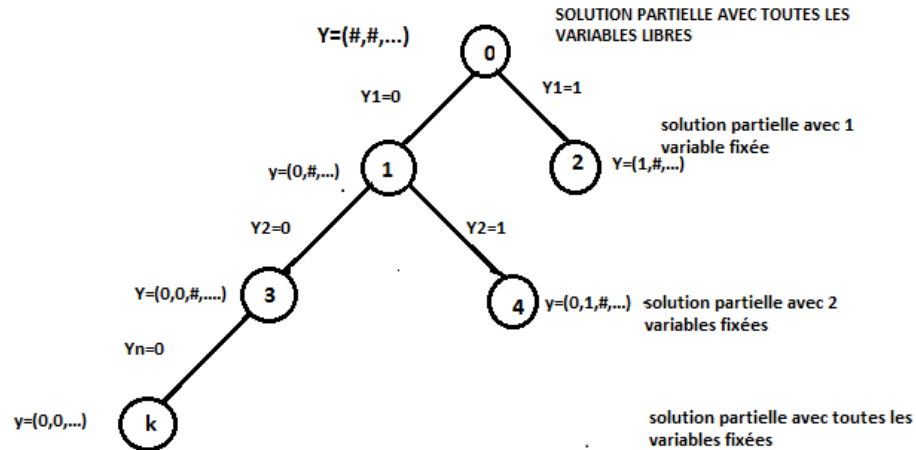 SOLUTION PARTIELLE AVEC TOUTES LES
VARIABLES LIBRES
Y=(#,#,...)
0
Y1=0
Y1=1
solution partielle avec 1
variable fixée
y=(0,#,...)
1
2
Y=(1,#,...)
Y2=0
Y2=1
Y=(0,0,#,....)
3
4
y=(0,1,#,...)
solution partielle avec 2
variables fixées
Yn=0
y=(0,0,...)
k
solution partielle avec toutes les
variables fixées